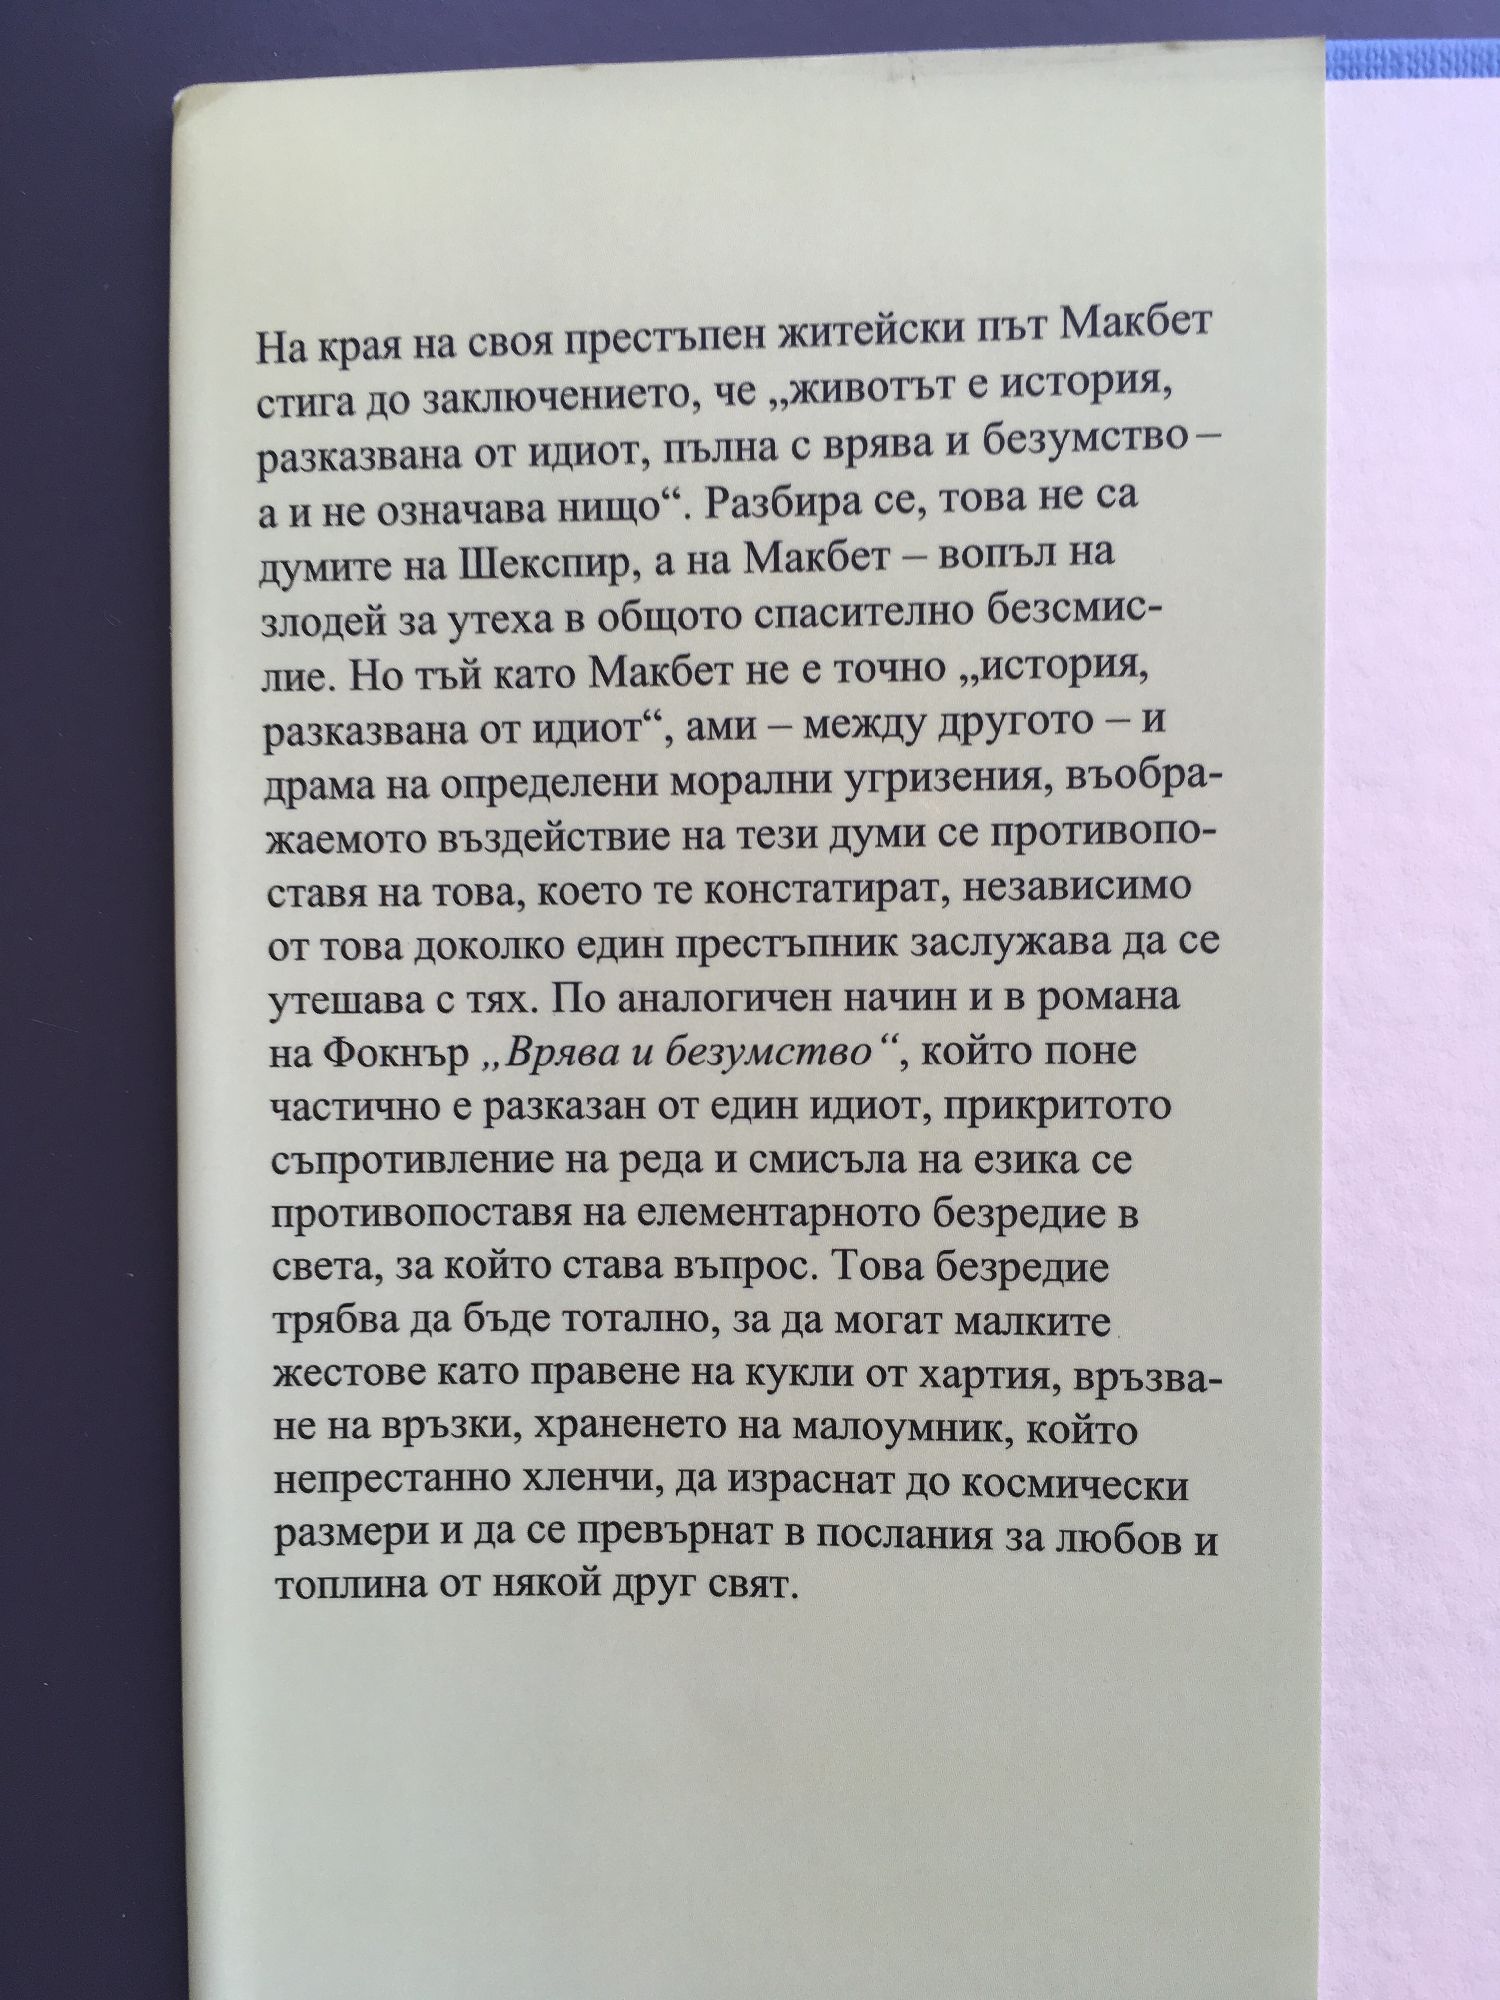 На края на своя престъпен житейски път Макбет
стига до заключението, че „животът е история,
разказвана от идиот, пълна с врява и безумство –
а и не означава нищо“. Разбира се, това не са
думите на Шекспир, а на Макбет – вопъл на
злодей за утеха в общото спасително безсмис-
лие. Но тъй като Макбет не е точно „история,
разказвана от идиот“, ами – между другото – и
драма на определени морални угризения, въобра-
жаемото въздействие на тези думи се противопо-
ставя на това, което те констатират, независимо
от това доколко един престъпник заслужава да се
утешава с тях. По аналогичен начин и в романа
на Фокнър „Врява и безумство“, който поне
частично е разказан от един идиот, прикритото
съпротивление на реда и смисъла на езика се
противопоставя на елементарното безредие в
света, за който става въпрос. Това безредие
трябва да бъде тотално, за да могат малките
жестове като правене на кукли от хартия, връзва-
не на връзки, храненето на малоумник, който
непрестанно хленчи, да израснат до космически
размери и да се превърнат в послания за любов и
топлина от някой друг свят.